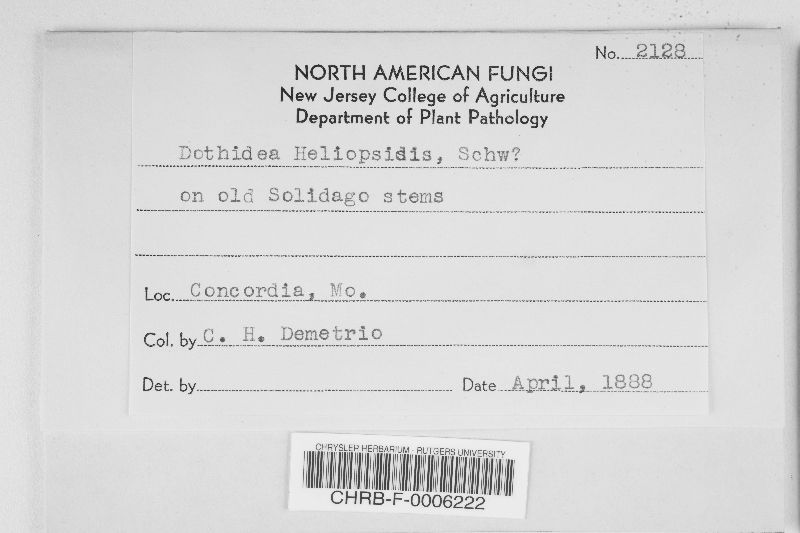 No. 2128
NORTH AMERICAN FUNGI
New Jersey College of Agriculture
Department of Plant Pathology
Dothidea Heliopsidis, Schw?
on old Solidago stems
Loc. Concordia, Mo.
Col. by C. H. Demetrio
Det. by Date April, 1888
CHRYSLER HERBARIUM - RUTGERS UNIVERSITY
CHRB-F-0006222